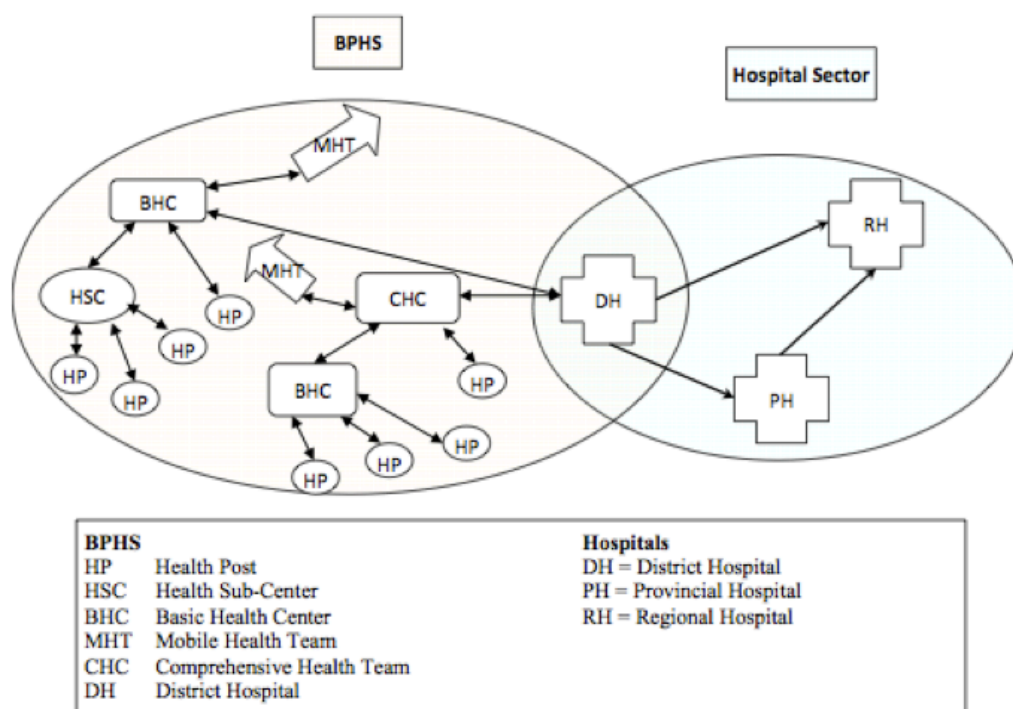 BPHS
Hospital Sector
MHT
BHC
RH
MHT
HSC
CHC
DH
HP
HP
HP
HP
HP
BHC
PH
HP
HP
HP
BPHS
HP Health Post
HSC Health Sub-Center
BHC Basic Health Center
MHT Mobile Health Team
CHC Comprehensive Health Team
DH District Hospital
Hospitals
DH = District Hospital
PH = Provincial Hospital
RH = Regional Hospital